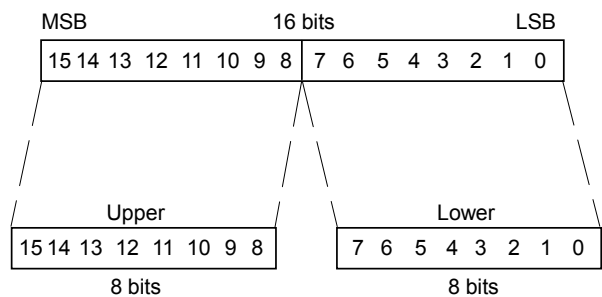 MSB 16 bits LSB
15 14 13 12 11 10 9 8 7 6 5 4 3 2 1 0
Upper Lower
15 14 13 12 11 10 9 8 7 6 5 4 3 2 1 0
8 bits 8 bits